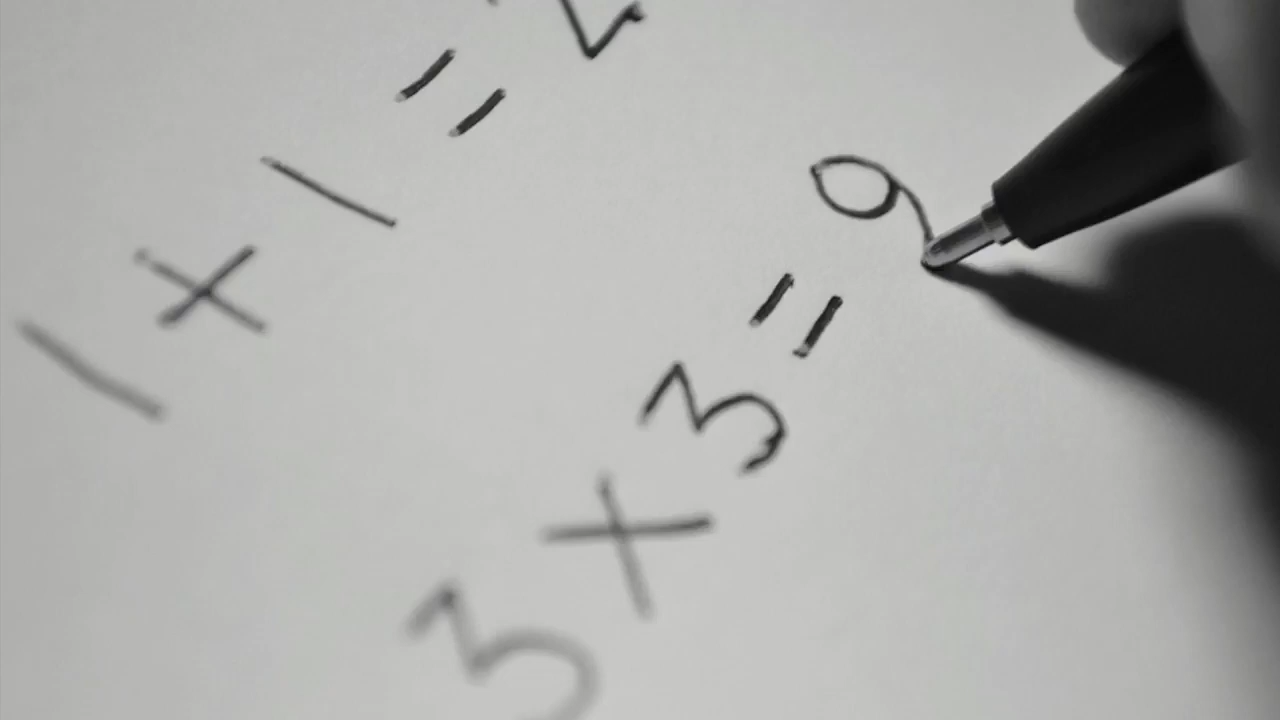 1 + 1 = 2
3 × 3 = 9